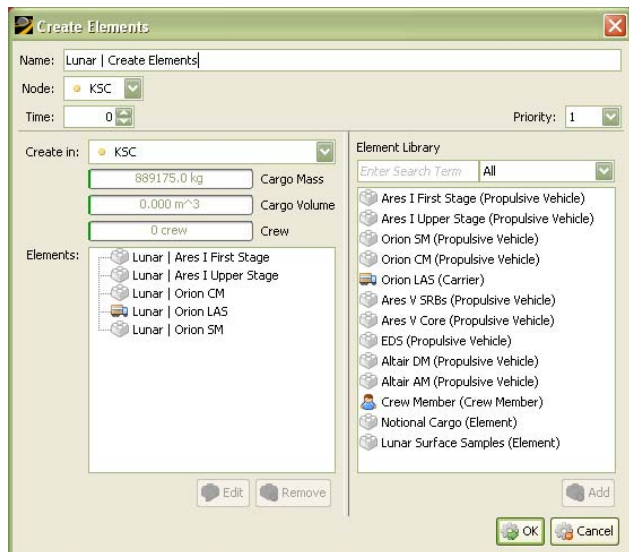 Create Elements
Name: Lunar | Create Elements
Node: KSC
Time: 0
Priority: 1
Create in: KSC
889175.0 kg Cargo Mass
0.000 m^3 Cargo Volume
0 crew Crew
Elements:
Lunar | Ares I First Stage
Lunar | Ares I Upper Stage
Lunar | Orion CM
Lunar | Orion LAS
Lunar | Orion SM
Edit Remove
Element Library
Enter Search Term All
Ares I First Stage (Propulsive Vehicle)
Ares I Upper Stage (Propulsive Vehicle)
Orion SM (Propulsive Vehicle)
Orion CM (Propulsive Vehicle)
Orion LAS (Carrier)
Ares V SRBs (Propulsive Vehicle)
Ares V Core (Propulsive Vehicle)
EDS (Propulsive Vehicle)
Altair DM (Propulsive Vehicle)
Altair AM (Propulsive Vehicle)
Crew Member (Crew Member)
Notional Cargo (Element)
Lunar Surface Samples (Element)
Add
OK Cancel